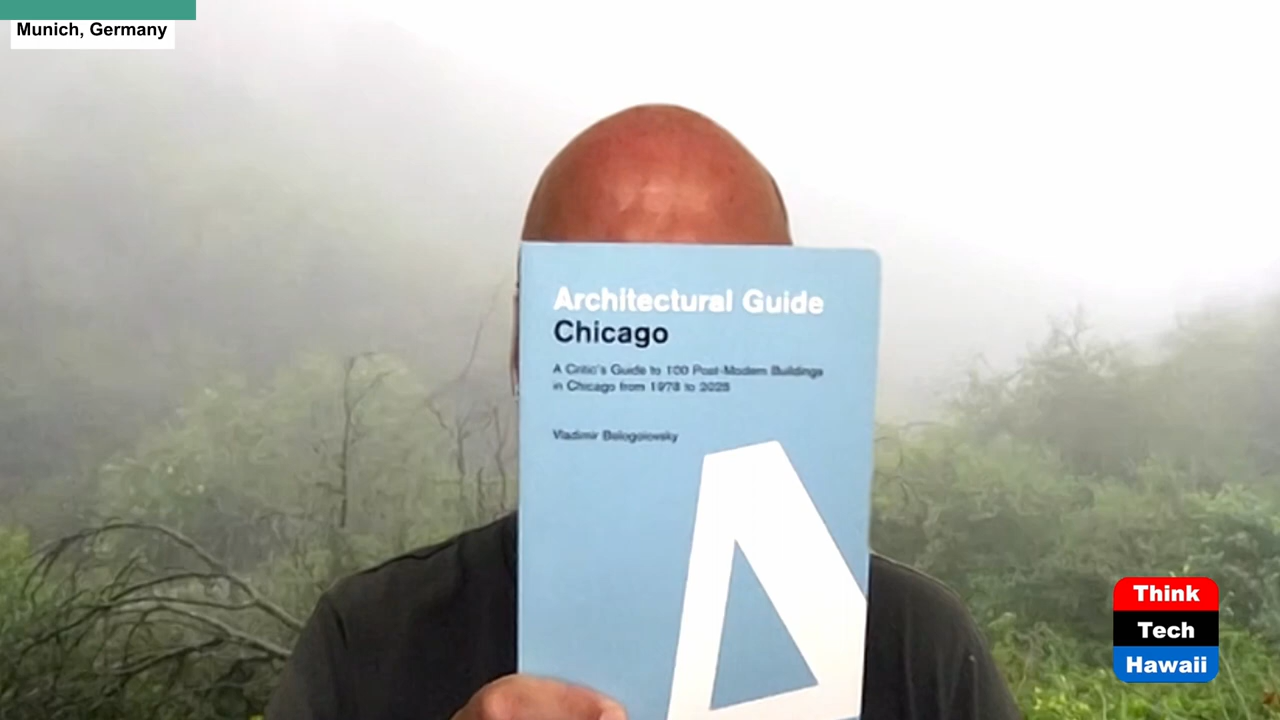 Munich, Germany
Architectural Guide
Chicago
A Critic's Guide to 100 Post-Modern Buildings
in Chicago from 1978 to 2025
Vladimir Belogolovsky
Think
Tech
Hawaii